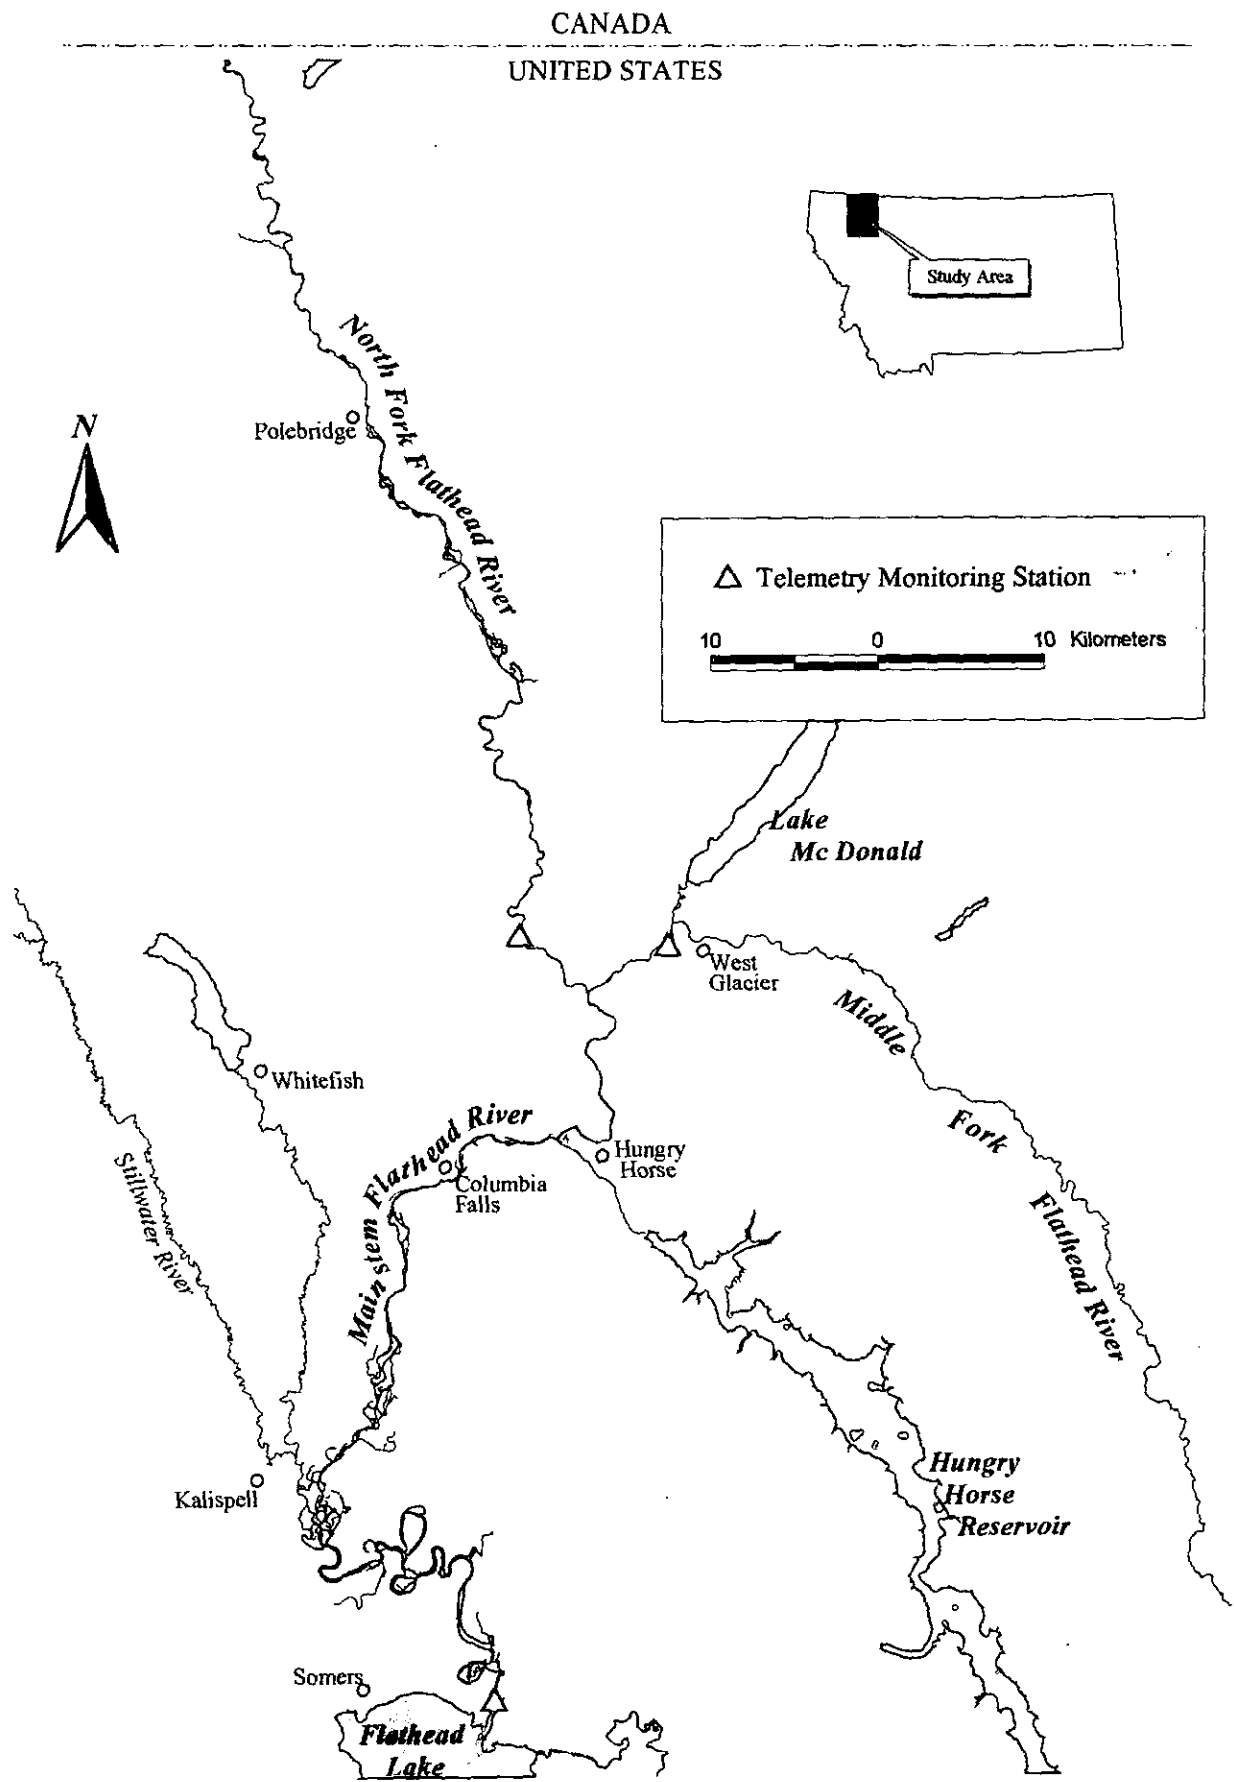 CANADA
UNITED STATES
Study Area
North Fork Flathead River
N
Polebridge
Telemetry Monitoring Station
10 0 10 Kilometers
Lake
Mc Donald
West
Glacier
Middle
Fork
Flathead River
Whitefish
Stillwater River
Main stem Flathead River
Hungry
Horse
Columbia
Falls
Hungry
Horse
Reservoir
Kalispell
Somers
Flathead
Lake